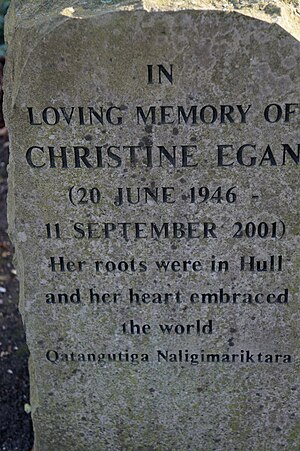 IN
LOVING MEMORY OF
CHRISTINE EGAN
(20 JUNE 1946 -
11 SEPTEMBER 2001)
Her roots were in Hull
and her heart embraced
the world
Qatangutiga Naligimariktara